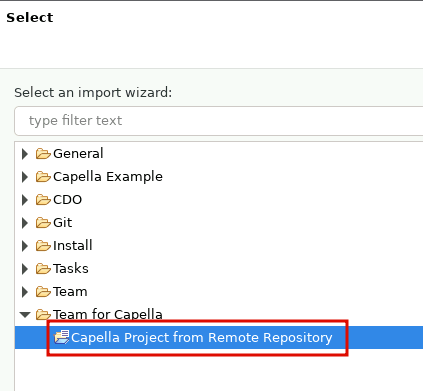 Select
Select an import wizard:
type filter text
General
Capella Example
CDO
Git
Install
Tasks
Team
Team for Capella
Capella Project from Remote Repository